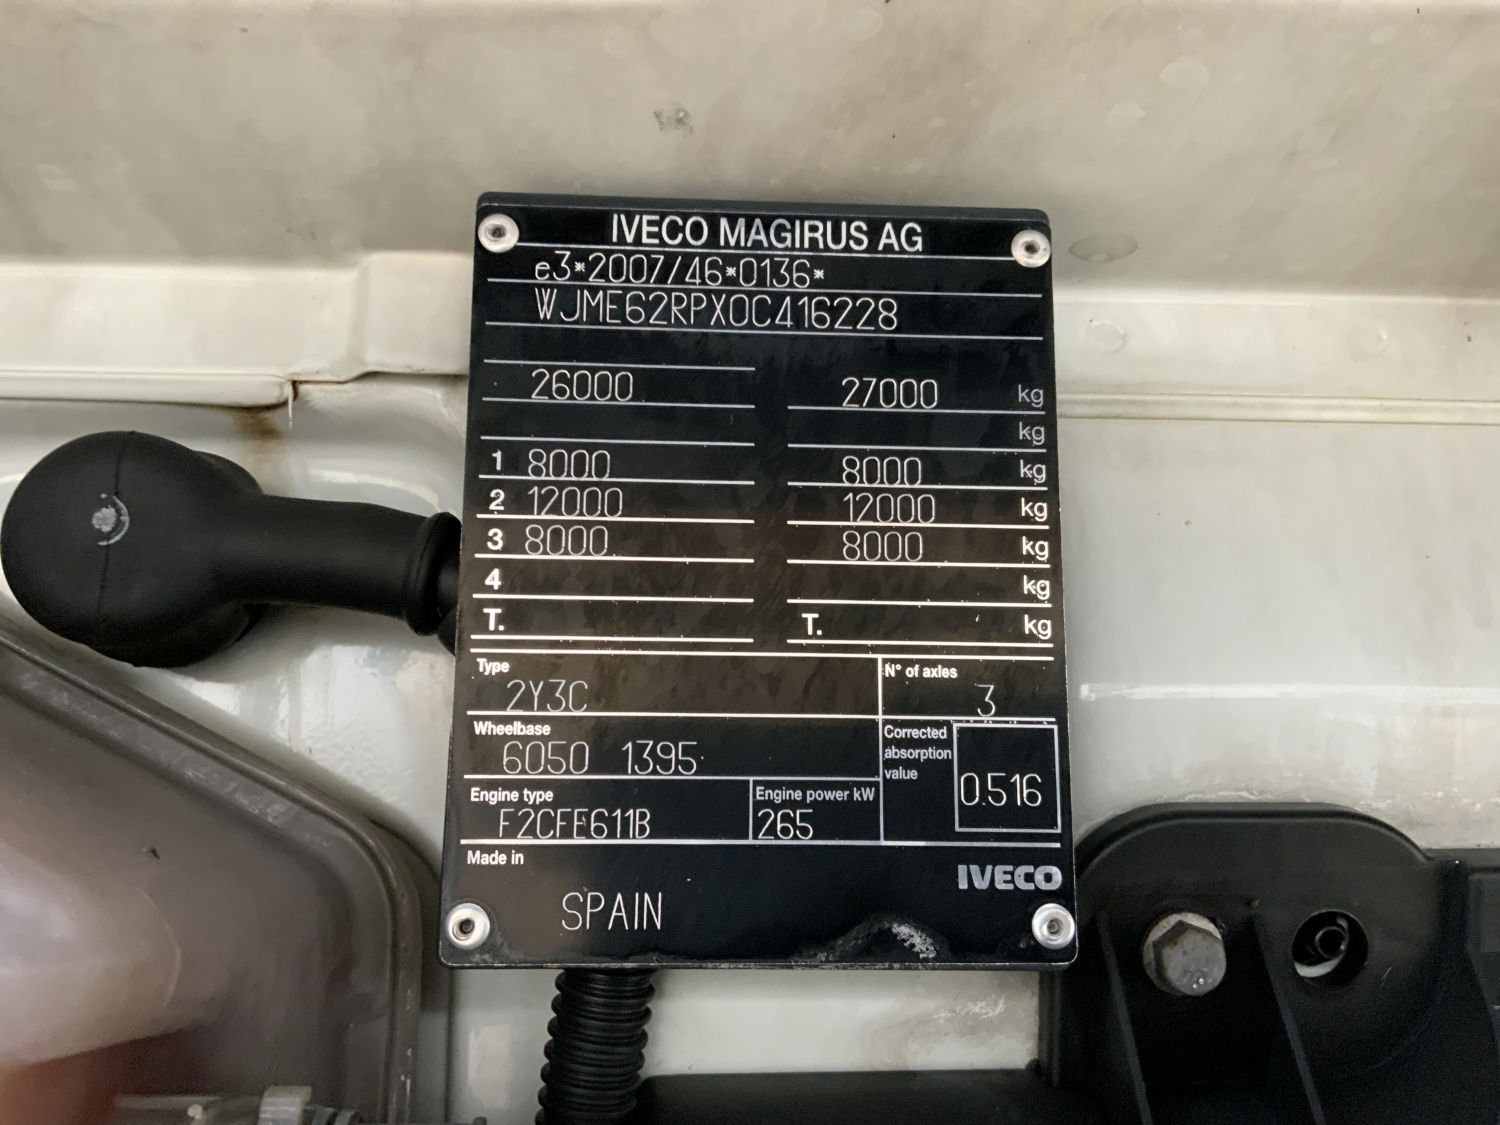 IVECO MAGIRUS AG
e3*2007/46*0136*
WJME62RPX0C416228
26000 27000 kg
kg
1 8000 8000 kg
2 12000 12000 kg
3 8000 8000 kg
4 kg
T. T. kg
Type N° of axles
2Y3C 3
Wheelbase Corrected absorption value
6050 1395 0.516
Engine type Engine power kW
F2CFE611B 265
Made in
IVECO
SPAIN